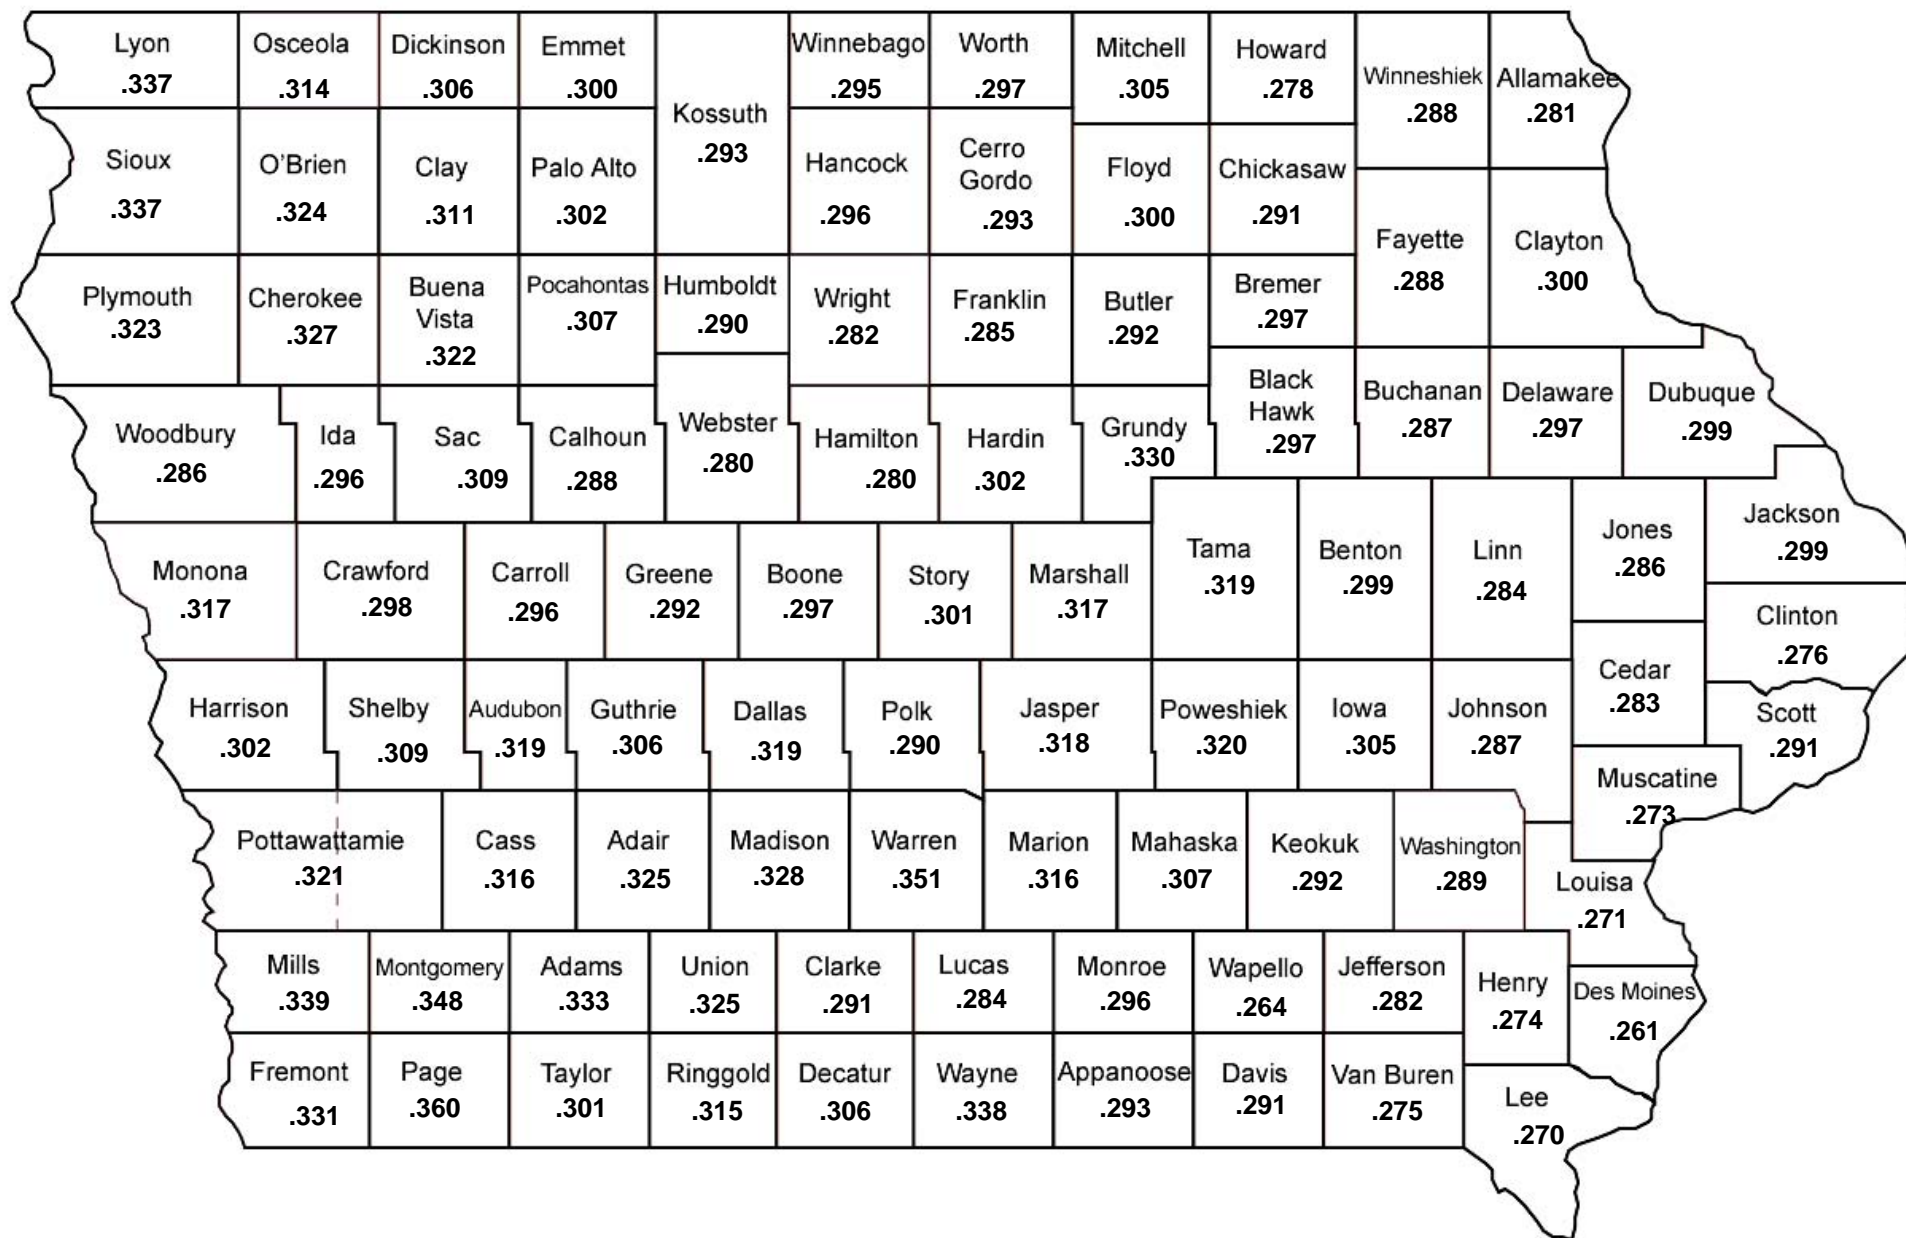 Lyon
.337
Osceola
.314
Dickinson
.306
Emmet
.300
Kossuth
.293
Winnebago
.295
Worth
.297
Mitchell
.305
Howard
.278
Winneshiek
.288
Allamakee
.281
Sioux
.337
O'Brien
.324
Clay
.311
Palo Alto
.302
Hancock
.296
Cerro
Gordo
.293
Floyd
.300
Chickasaw
.291
Fayette
.288
Clayton
.300
Plymouth
.323
Cherokee
.327
Buena
Vista
.322
Pocahontas
.307
Humboldt
.290
Wright
.282
Franklin
.285
Butler
.292
Bremer
.297
Woodbury
.286
Ida
.296
Sac
.309
Calhoun
.288
Webster
.280
Hamilton
.280
Hardin
.302
Grundy
.330
Black
Hawk
.297
Buchanan
.287
Delaware
.297
Dubuque
.299
Monona
.317
Crawford
.298
Carroll
.296
Greene
.292
Boone
.297
Story
.301
Marshall
.317
Tama
.319
Benton
.299
Linn
.284
Jones
.286
Jackson
.299
Clinton
.276
Harrison
.302
Shelby
.309
Audubon
.319
Guthrie
.306
Dallas
.319
Polk
.290
Jasper
.318
Poweshiek
.320
Iowa
.305
Johnson
.287
Cedar
.283
Scott
.291
Muscatine
.273
Pottawattamie
.321
Cass
.316
Adair
.325
Madison
.328
Warren
.351
Marion
.316
Mahaska
.307
Keokuk
.292
Washington
.289
Louisa
.271
Mills
.339
Montgomery
.348
Adams
.333
Union
.325
Clarke
.291
Lucas
.284
Monroe
.296
Wapello
.264
Jefferson
.282
Henry
.274
Des Moines
.261
Fremont
.331
Page
.360
Taylor
.301
Ringgold
.315
Decatur
.306
Wayne
.338
Appanoose
.293
Davis
.291
Van Buren
.275
Lee
.270